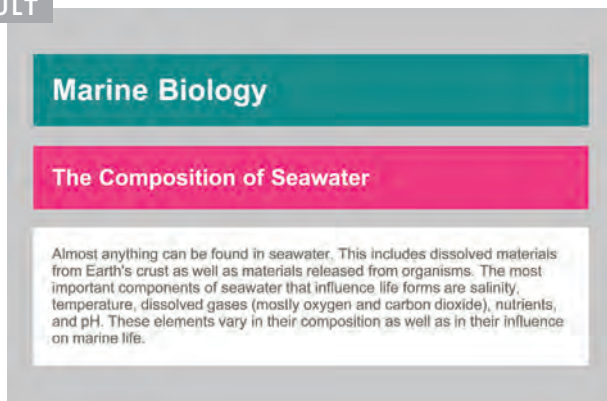 ULT
Marine Biology
The Composition of Seawater
Almost anything can be found in seawater. This includes dissolved materials
from Earth's crust as well as materials released from organisms. The most
important components of seawater that influence life forms are salinity,
temperature, dissolved gases (mostly oxygen and carbon dioxide), nutrients,
and pH. These elements vary in their composition as well as in their influence
on marine life.